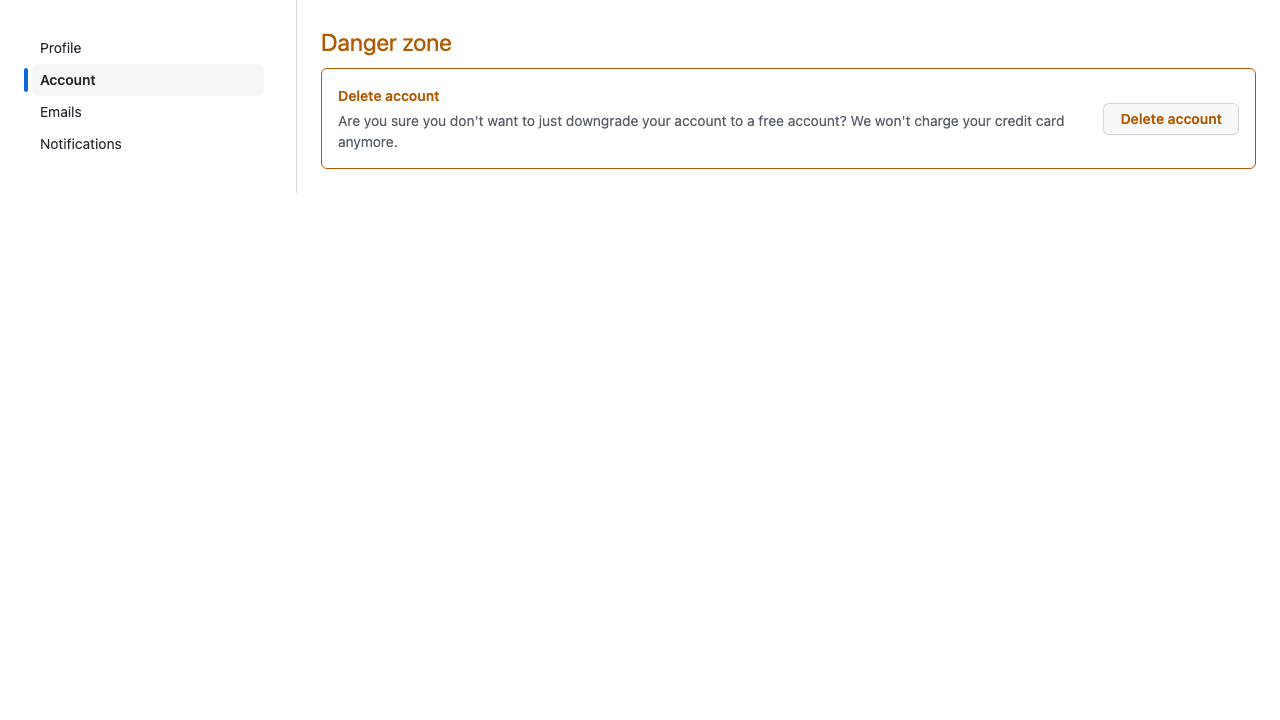 Profile
Account
Emails
Notifications
Danger zone
Delete account
Are you sure you don't want to just downgrade your account to a free account? We won't charge your credit card
anymore.
Delete account